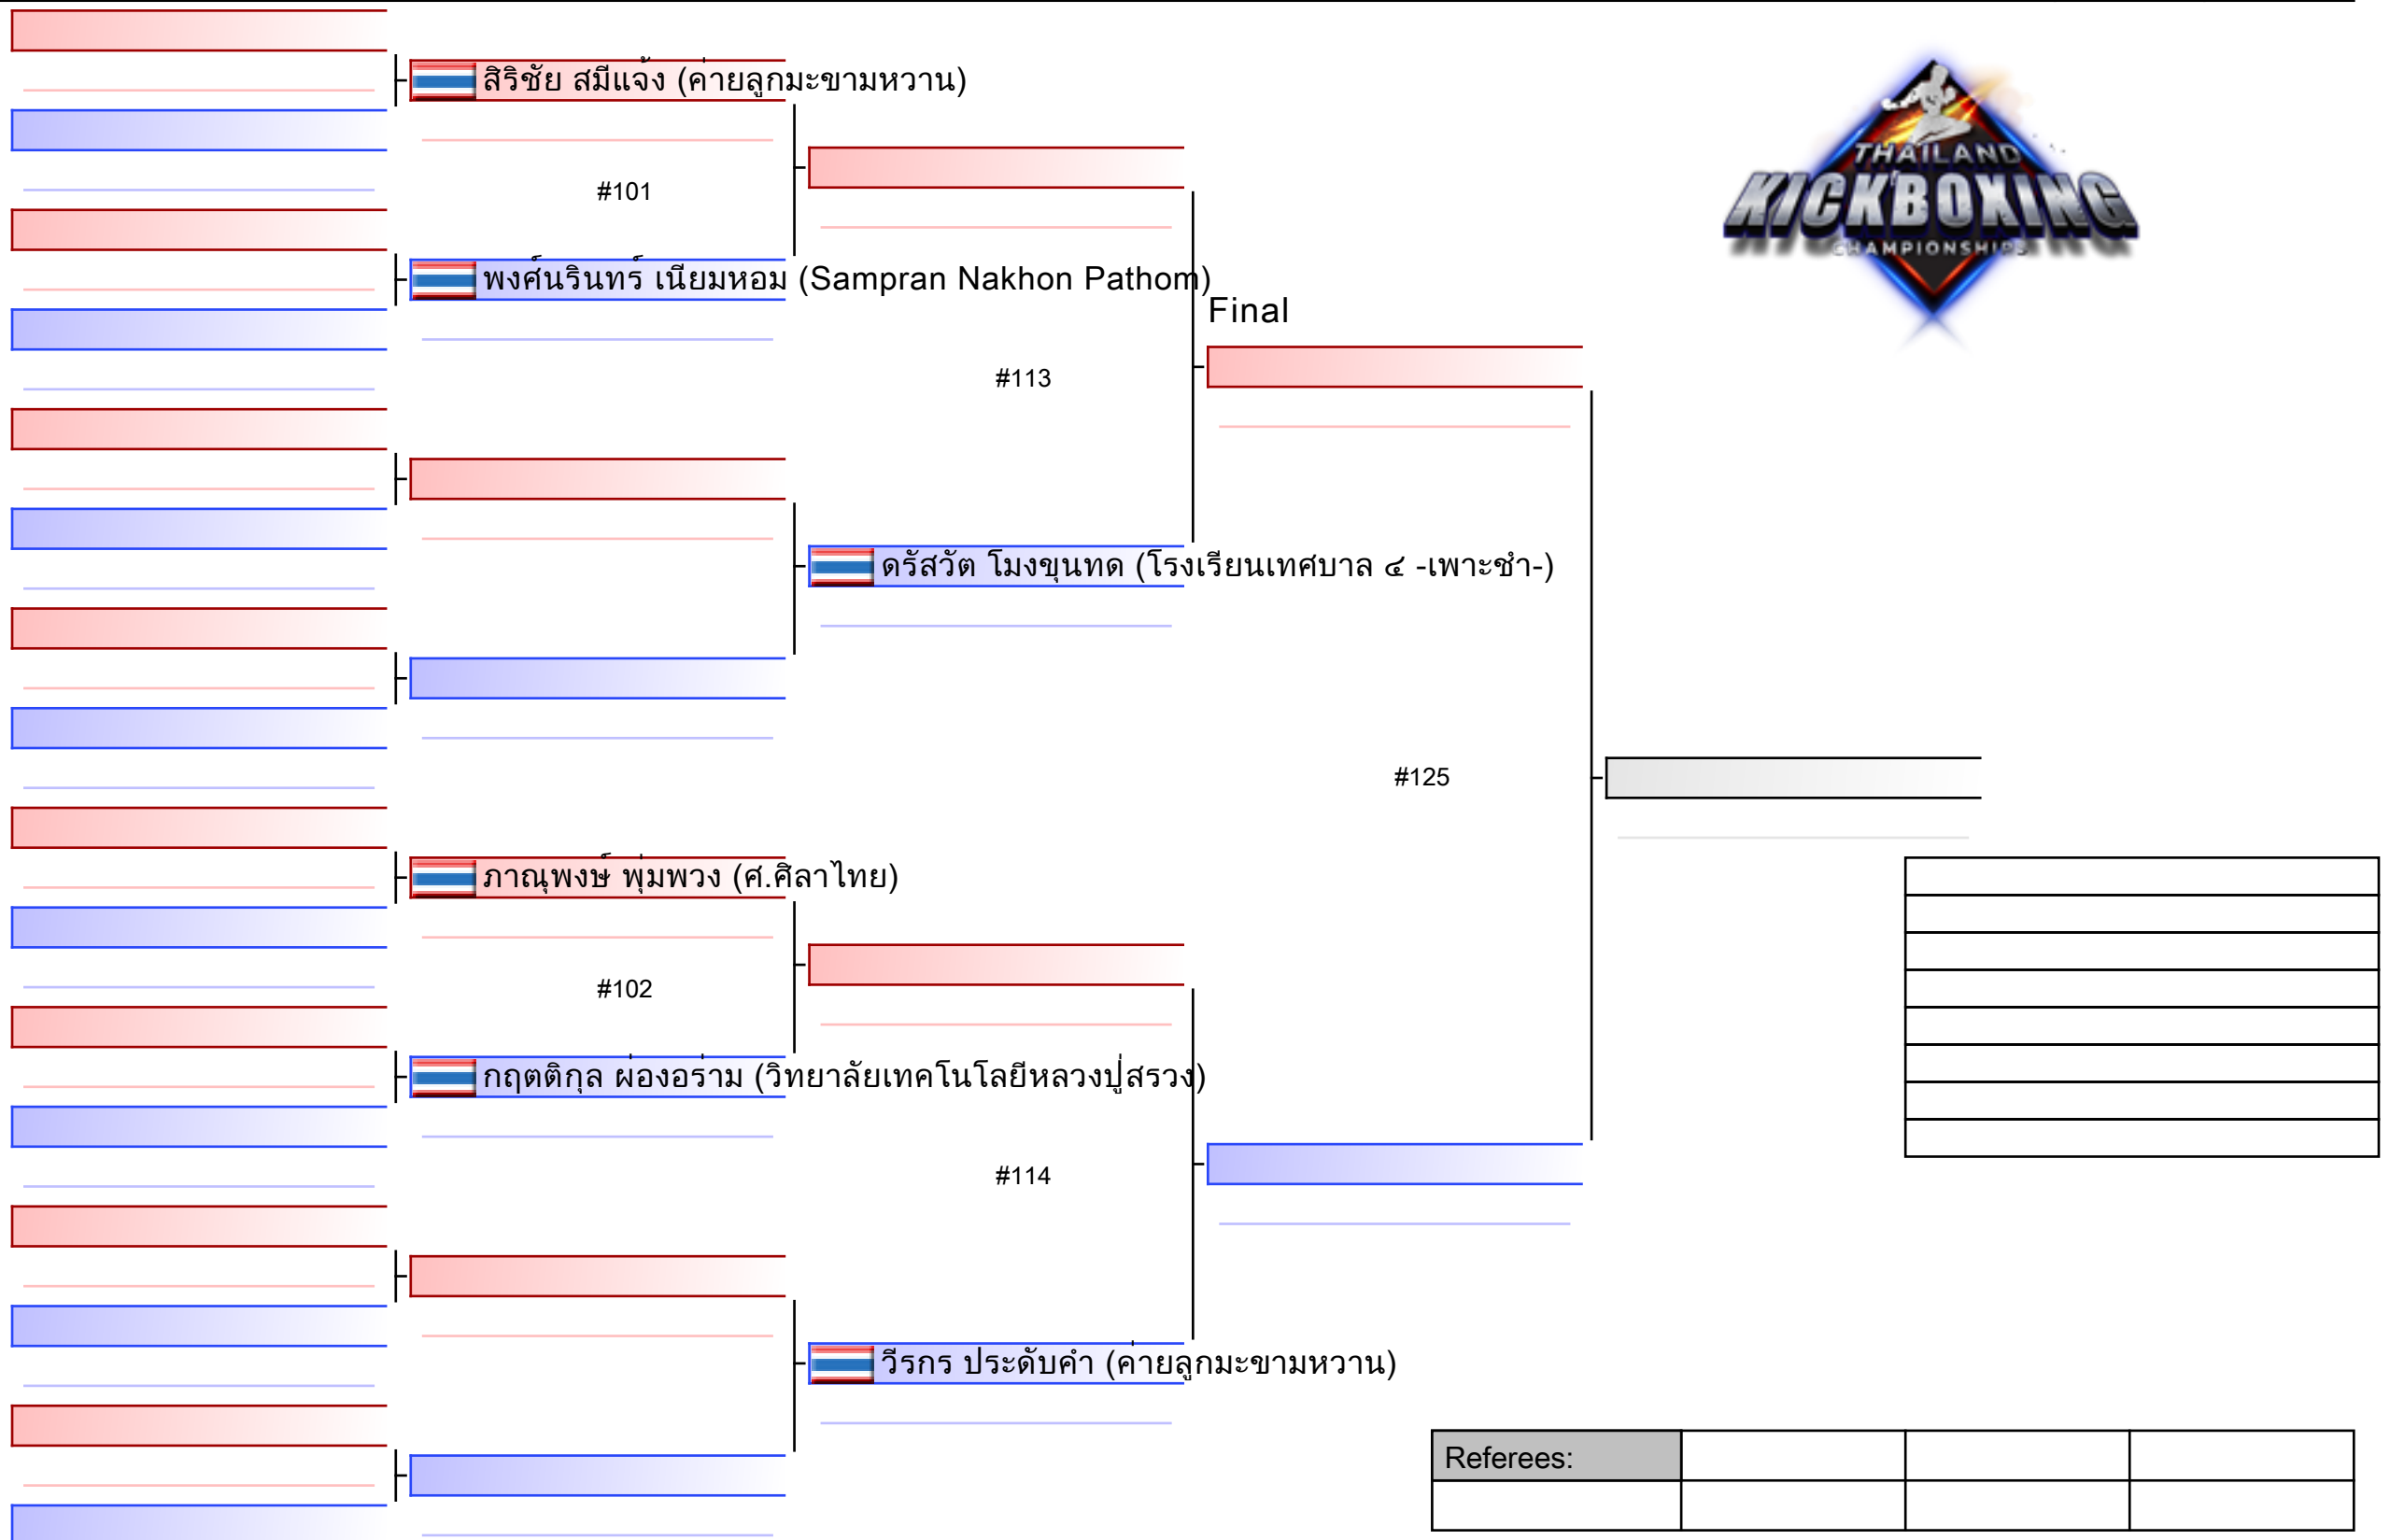 สิริชัย สมีแจ้ง (ค่ายลูกมะขามหวาน)
#101
พงศ์นรินทร์ เนียมหอม (Sampran Nakhon Pathom)
THAILAND
KICKBOXING
CHAMPIONSHIPS
Final
#113
ดรัสวัต โมงขุนทด (โรงเรียนเทศบาล ๔ -เพาะชำ-)
#125
ภาณุพงษ์ พุ่มพวง (ศ.ศิลาไทย)
#102
กฤตติกุล ผ่องอร่าม (วิทยาลัยเทคโนโลยีหลวงปู่สรวง)
#114
วีรกร ประดับคำ (ค่ายลูกมะขามหวาน)
Referees: